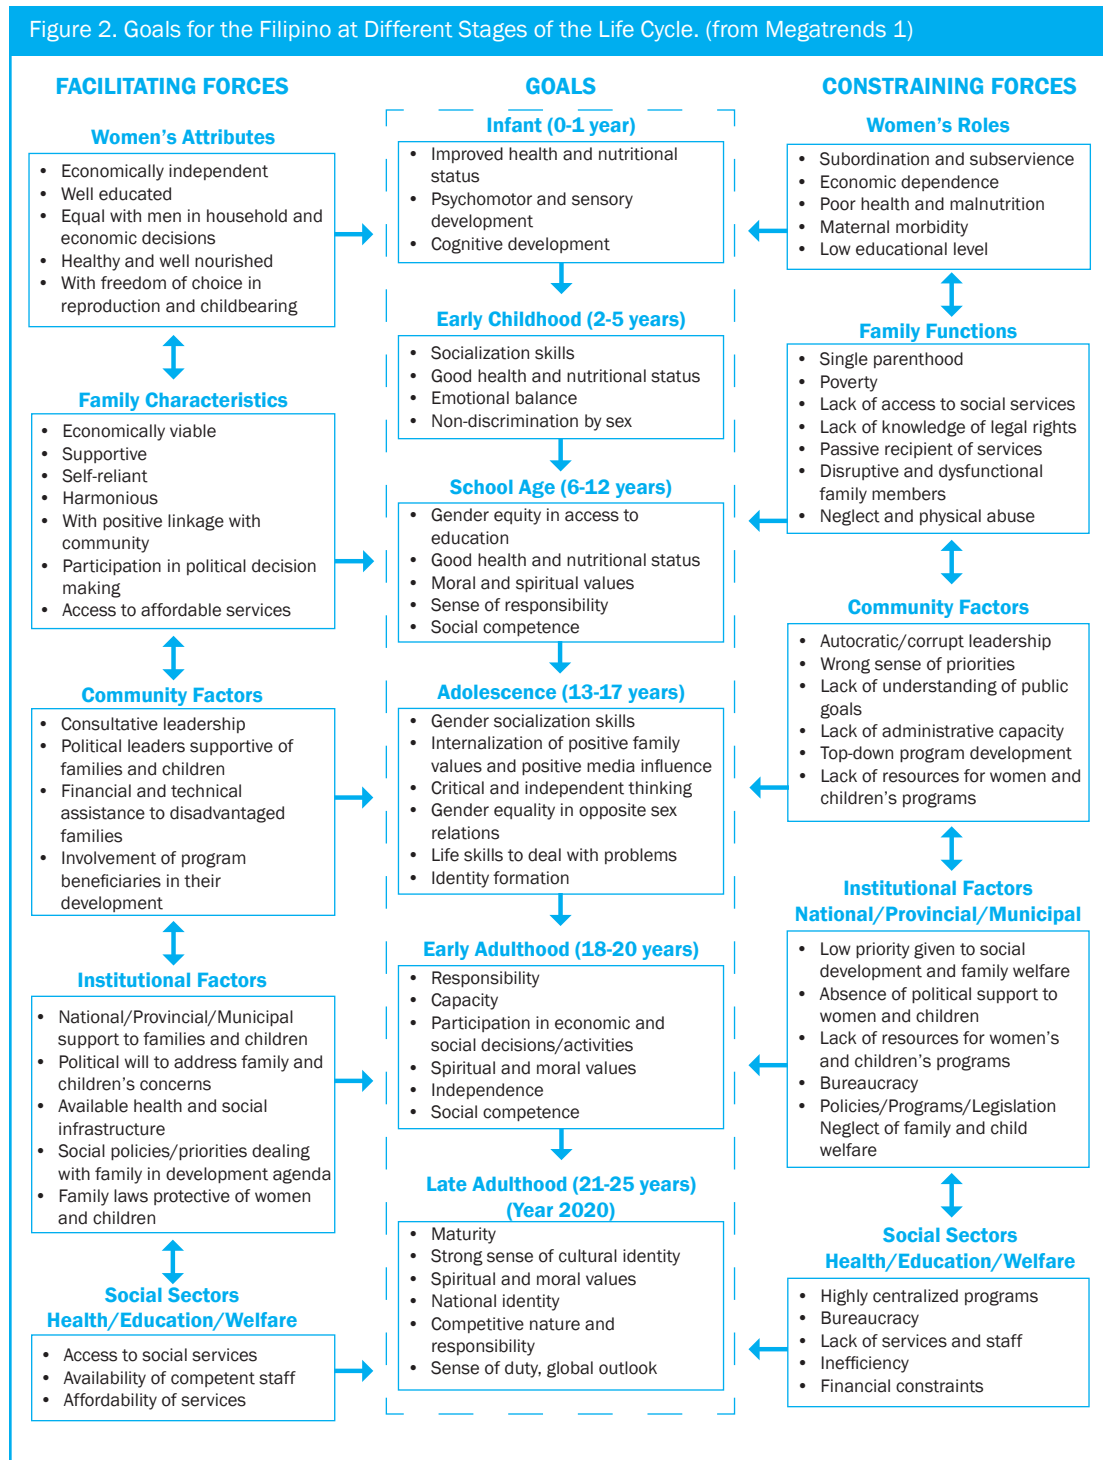 Figure 2. Goals for the Filipino at Different Stages of the Life Cycle. (from Megatrends 1)
FACILITATING FORCES
Women's Attributes
• Economically independent
• Well educated
• Equal with men in household and
economic decisions
• Healthy and well nourished
• With freedom of choice in
reproduction and childbearing
Family Characteristics
• Economically viable
• Supportive
• Self-reliant
• Harmonious
• With positive linkage with
community
• Participation in political decision
making
• Access to affordable services
Community Factors
• Consultative leadership
• Political leaders supportive of
families and children
• Financial and technical
assistance to disadvantaged
families
• Involvement of program
beneficiaries in their
development
Institutional Factors
• National/Provincial/Municipal
support to families and children
• Political will to address family and
children's concerns
• Available health and social
infrastructure
• Social policies/priorities dealing
with family in development agenda
• Family laws protective of women
and children
Social Sectors
Health/Education/Welfare
• Access to social services
• Availability of competent staff
• Affordability of services
GOALS
Infant (0-1 year)
• Improved health and nutritional
status
• Psychomotor and sensory
development
• Cognitive development
Early Childhood (2-5 years)
• Socialization skills
• Good health and nutritional status
• Emotional balance
• Non-discrimination by sex
School Age (6-12 years)
• Gender equity in access to
education
• Good health and nutritional status
• Moral and spiritual values
• Sense of responsibility
• Social competence
Adolescence (13-17 years)
• Gender socialization skills
• Internalization of positive family
values and positive media influence
• Critical and independent thinking
• Gender equality in opposite sex
relations
• Life skills to deal with problems
• Identity formation
Early Adulthood (18-20 years)
• Responsibility
• Capacity
• Participation in economic and
social decisions/activities
• Spiritual and moral values
• Independence
• Social competence
Late Adulthood (21-25 years)
(Year 2020)
• Maturity
• Strong sense of cultural identity
• Spiritual and moral values
• National identity
• Competitive nature and
responsibility
• Sense of duty, global outlook
CONSTRAINING FORCES
Women's Roles
• Subordination and subservience
• Economic dependence
• Poor health and malnutrition
• Maternal morbidity
• Low educational level
Family Functions
• Single parenthood
• Poverty
• Lack of access to social services
• Lack of knowledge of legal rights
• Passive recipient of services
• Disruptive and dysfunctional
family members
• Neglect and physical abuse
Community Factors
• Autocratic/corrupt leadership
• Wrong sense of priorities
• Lack of understanding of public
goals
• Lack of administrative capacity
• Top-down program development
• Lack of resources for women and
children's programs
Institutional Factors
National/Provincial/Municipal
• Low priority given to social
development and family welfare
• Absence of political support to
women and children
• Lack of resources for women's
and children's programs
• Bureaucracy
• Policies/Programs/Legislation
Neglect of family and child
welfare
Social Sectors
Health/Education/Welfare
• Highly centralized programs
• Bureaucracy
• Lack of services and staff
• Inefficiency
• Financial constraints